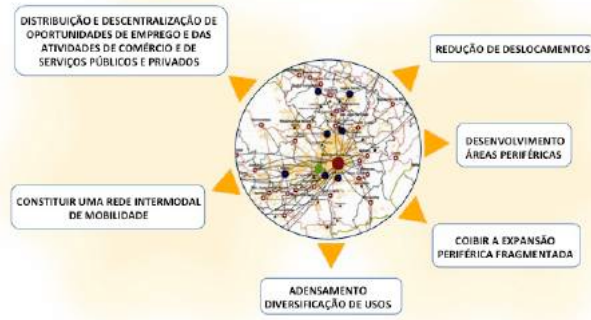 DISTRIBUIÇÃO E DESCENTRALIZAÇÃO DE
OPORTUNIDADES DE EMPREGO E DAS
ATIVIDADES DE COMÉRCIO E DE
SERVIÇOS PÚBLICOS E PRIVADOS
REDUÇÃO DE DESLOCAMENTOS
DESENVOLVIMENTO
ÁREAS PERIFÉRICAS
CONSTITUIR UMA REDE INTERMODAL
DE MOBILIDADE
COIBIR A EXPANSÃO
PERIFÉRICA FRAGMENTADA
ADENSAMENTO
DIVERSIFICAÇÃO DE USOS